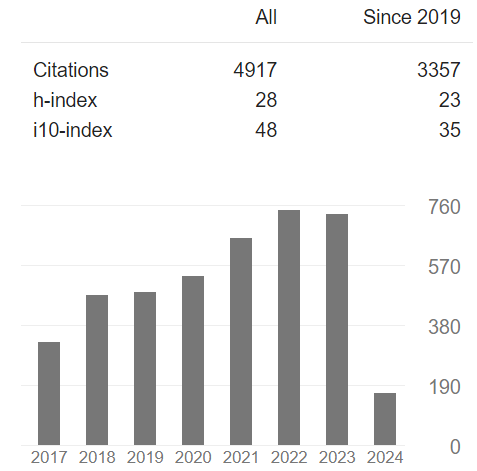 All Since 2019
Citations 4917 3357
h-index 28 23
i10-index 48 35
760
570
380
190
0
2017 2018 2019 2020 2021 2022 2023 2024